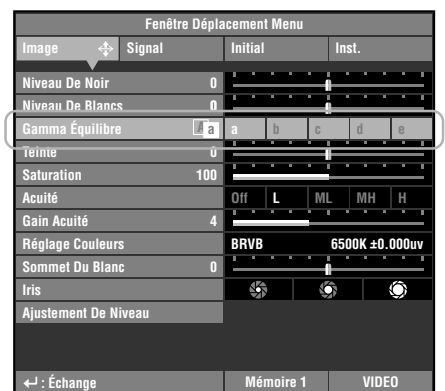 Fenêtre Déplacement Menu
Image Signal Initial Inst.
Niveau De Noir 0
Niveau De Blancs 0
Gamma Équilibre a a b c d e
Teinte 0
Saturation 100
Acuité Off L ML MH H
Gain Acuité 4
Réglage Couleurs BRVB 6500K ±0.000uv
Sommet Du Blanc 0
Iris
Ajustement De Niveau
↵ : Échange Mémoire 1 VIDEO